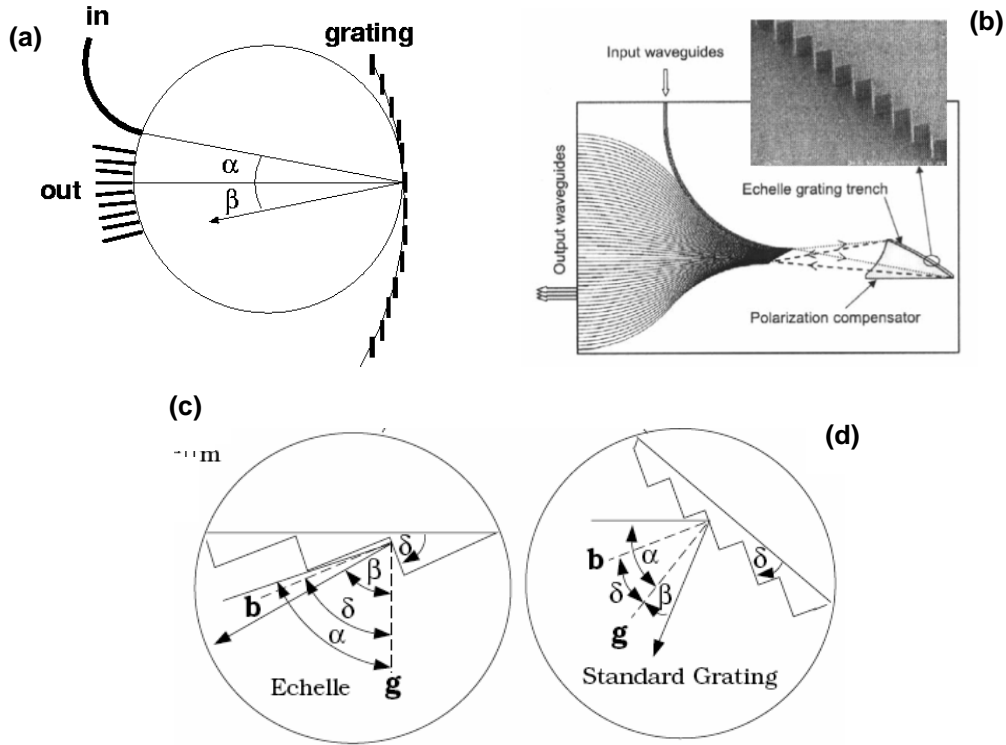 (a)
in
grating
α
β
out
(b)
Input waveguides
Output waveguides
Echelle grating trench
Polarization compensator
(c)
m
δ
β
b
δ
α
Echelle
g
(d)
δ
α
b
δ
β
g
Standard Grating